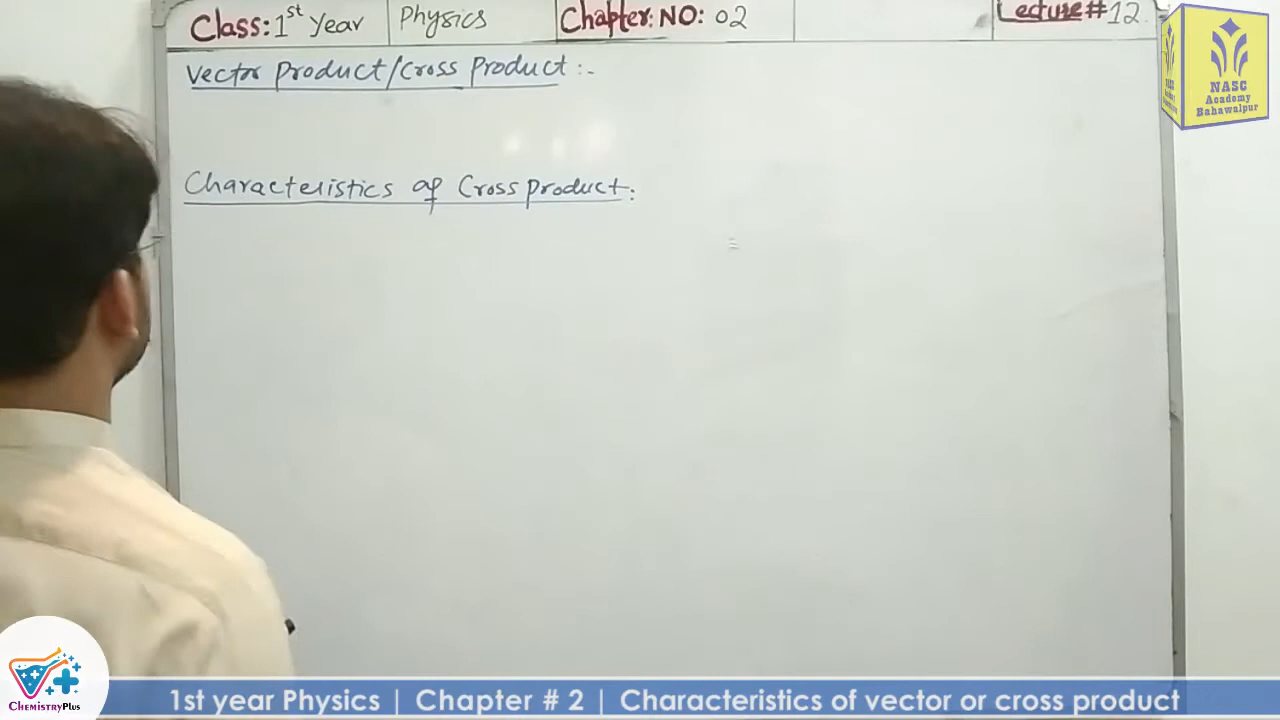 Class: 1st Year Physics Chapter: NO: 02 Lecture # 12
Vector Product/Cross Product :-
Characteristics of Cross Product:
NASC
Academy
Bahawalpur
ChemistryPlus
1st year Physics | Chapter # 2 | Characteristics of vector or cross product